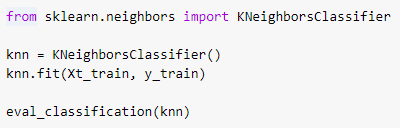 from sklearn.neighbors import KNeighborsClassifier
knn = KNeighborsClassifier()
knn.fit(Xt_train, y_train)
eval_classification(knn)